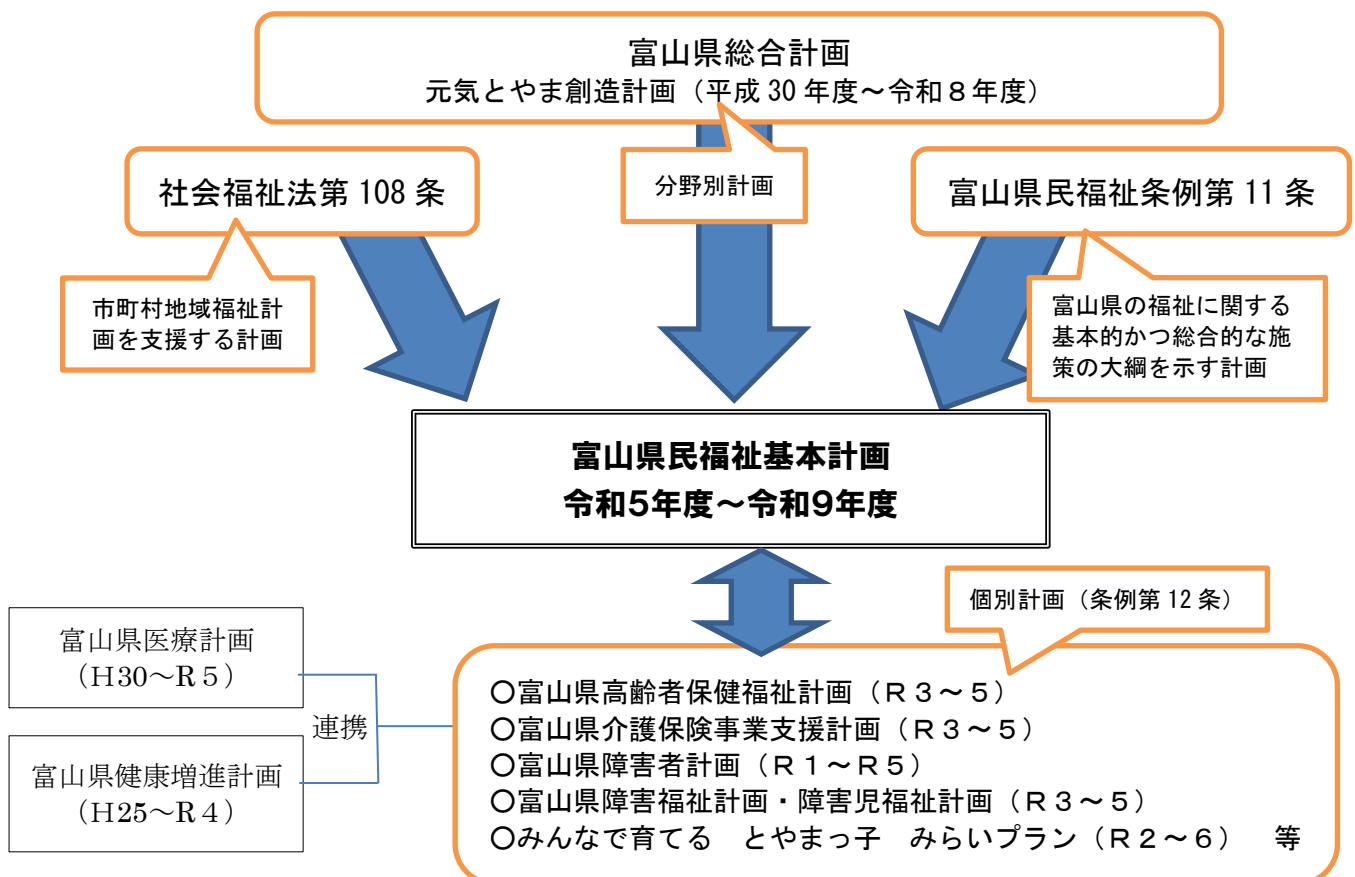 富山県総合計画
元気とやま創造計画（平成 30 年度～令和８年度）
社会福祉法第 108 条
分野別計画
富山県民福祉条例第 11 条
市町村地域福祉計
画を支援する計画
富山県の福祉に関する
基本的かつ総合的な施
策の大綱を示す計画
富山県民福祉基本計画
令和5年度～令和9年度
個別計画（条例第 12 条）
富山県医療計画
（H30～R５）
連携
富山県健康増進計画
（H25～R４）
〇富山県高齢者保健福祉計画（Ｒ３～５）
〇富山県介護保険事業支援計画（Ｒ３～５）
〇富山県障害者計画（Ｒ１～Ｒ５）
〇富山県障害福祉計画・障害児福祉計画（Ｒ３～５）
〇みんなで育てる　とやまっ子　みらいプラン（Ｒ２～６）　等